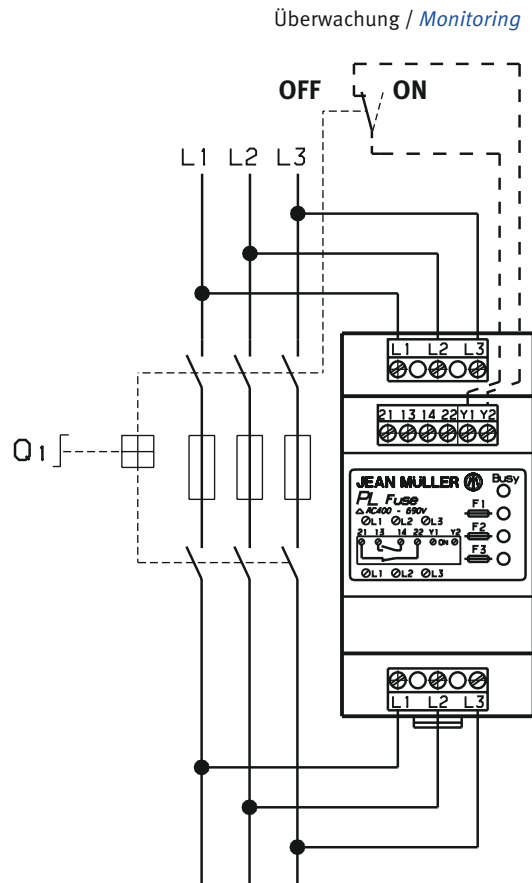 Überwachung / Monitoring
OFF ON
L1 L2 L3
L1 L2 L3
21 13 14 22 Y1 Y2
Q1
JEAN MÜLLER Busy
PL Fuse
F1
△ AC400 - 690V
L1 L2 L3
F2
21 13 14 22 Y1 Y2
ON
F3
L1 L2 L3
L1 L2 L3